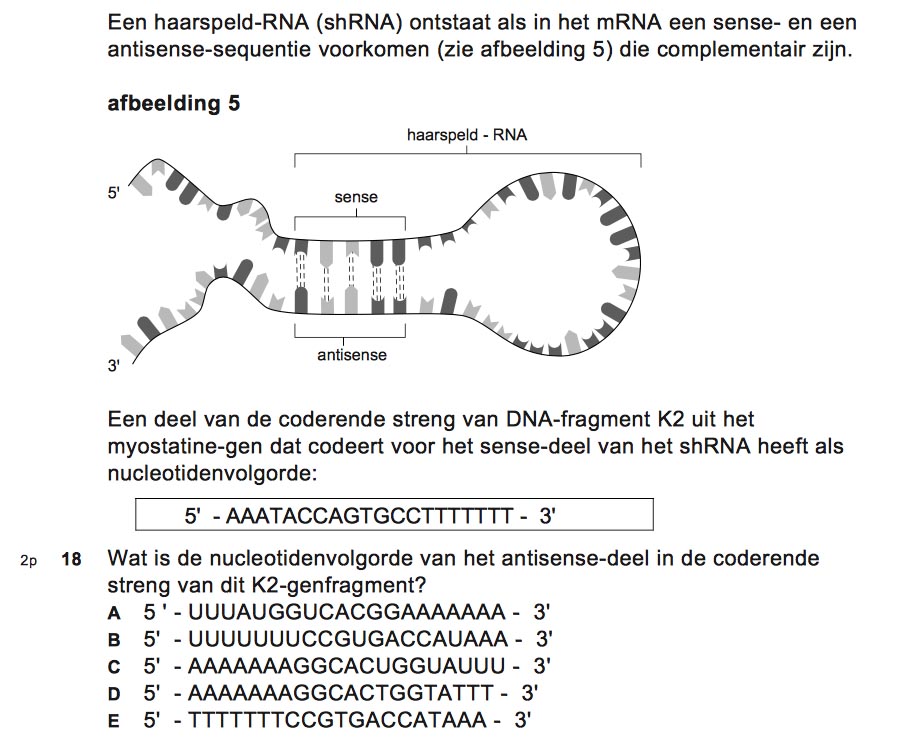 Een haarspeld-RNA (shRNA) ontstaat als in het mRNA een sense- en een
antisense-sequentie voorkomen (zie afbeelding 5) die complementair zijn.
afbeelding 5
haarspeld - RNA
5'
sense
antisense
3'
Een deel van de coderende streng van DNA-fragment K2 uit het
myostatine-gen dat codeert voor het sense-deel van het shRNA heeft als
nucleotidenvolgorde:
5' - AAATACCAGTGCCTTTTTTT - 3'
2p 18 Wat is de nucleotidenvolgorde van het antisense-deel in de coderende
streng van dit K2-genfragment?
A 5 ' - UUUAUGGUCACGGAAAAAAA - 3'
B 5' - UUUUUUUCCGUGACCAUAAA - 3'
C 5' - AAAAAAAGGCACUGGUAUUU - 3'
D 5' - AAAAAAAGGCACTGGTATTT - 3'
E 5' - TTTTTTTCCGTGACCATAAA - 3'